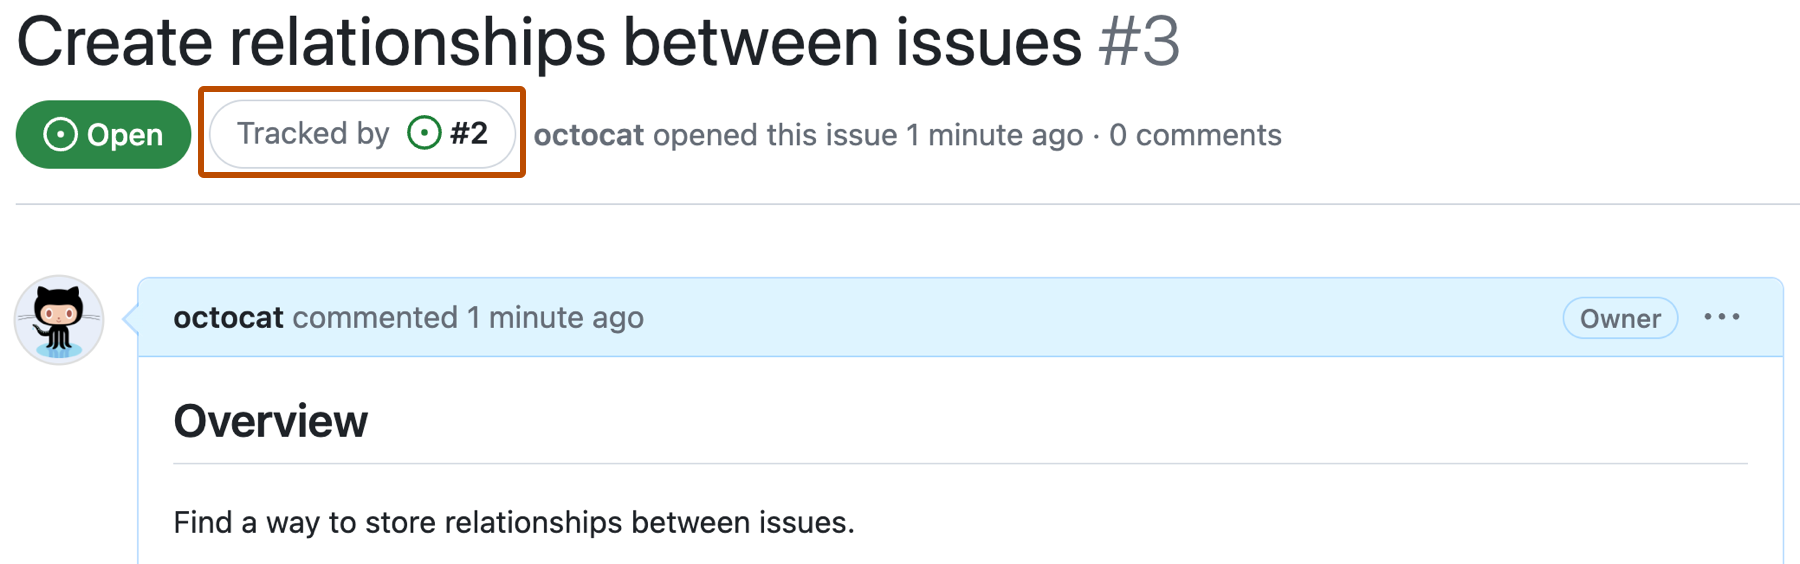 Create relationships between issues #3
Open Tracked by #2 octocat opened this issue 1 minute ago · 0 comments
octocat commented 1 minute ago Owner ···
Overview
Find a way to store relationships between issues.